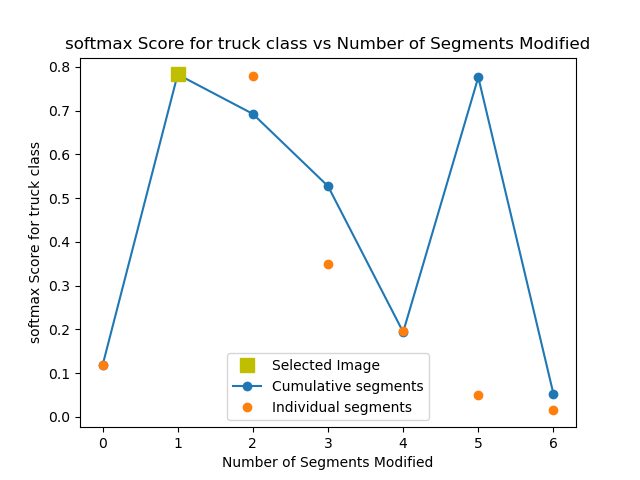 softmax Score for truck class vs Number of Segments Modified
softmax Score for truck class
0.8
0.7
0.6
0.5
0.4
0.3
0.2
0.1
0.0
Selected Image
Cumulative segments
Individual segments
0 1 2 3 4 5 6
Number of Segments Modified